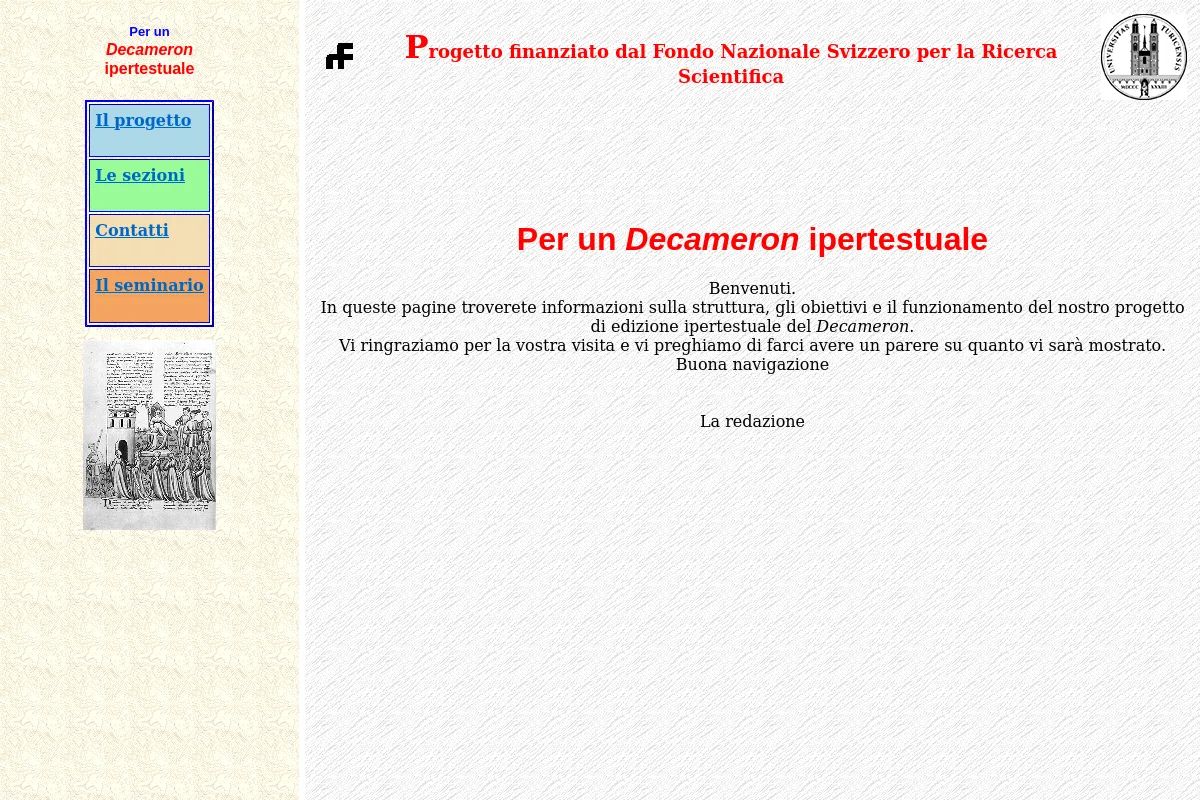 Per un
Decameron
ipertestuale
Il progetto
Le sezioni
Contatti
Il seminario
Progetto finanziato dal Fondo Nazionale Svizzero per la Ricerca
Scientifica
UNIVERSITAS TURICENSIS
MDCCC XXXIII
Per un Decameron ipertestuale
Benvenuti.
In queste pagine troverete informazioni sulla struttura, gli obiettivi e il funzionamento del nostro progetto
di edizione ipertestuale del Decameron.
Vi ringraziamo per la vostra visita e vi preghiamo di farci avere un parere su quanto vi sarà mostrato.
Buona navigazione
La redazione